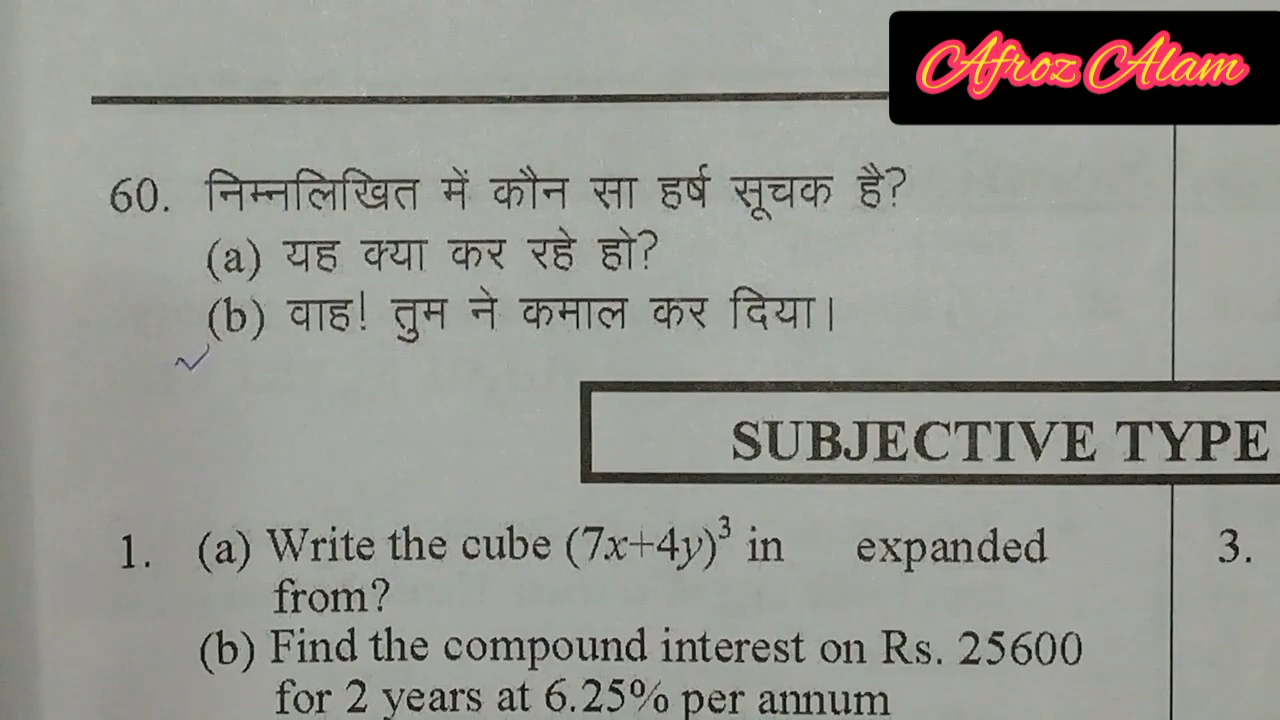 Afroz Alam
60. निम्नलिखित में कौन सा हर्ष सूचक है?
(a) यह क्या कर रहे हो?
(b) वाह! तुम ने कमाल कर दिया।
SUBJECTIVE TYPE
1. (a) Write the cube (7x+4y)³ in expanded
from?
(b) Find the compound interest on Rs. 25600
for 2 years at 6.25% per annum
3.